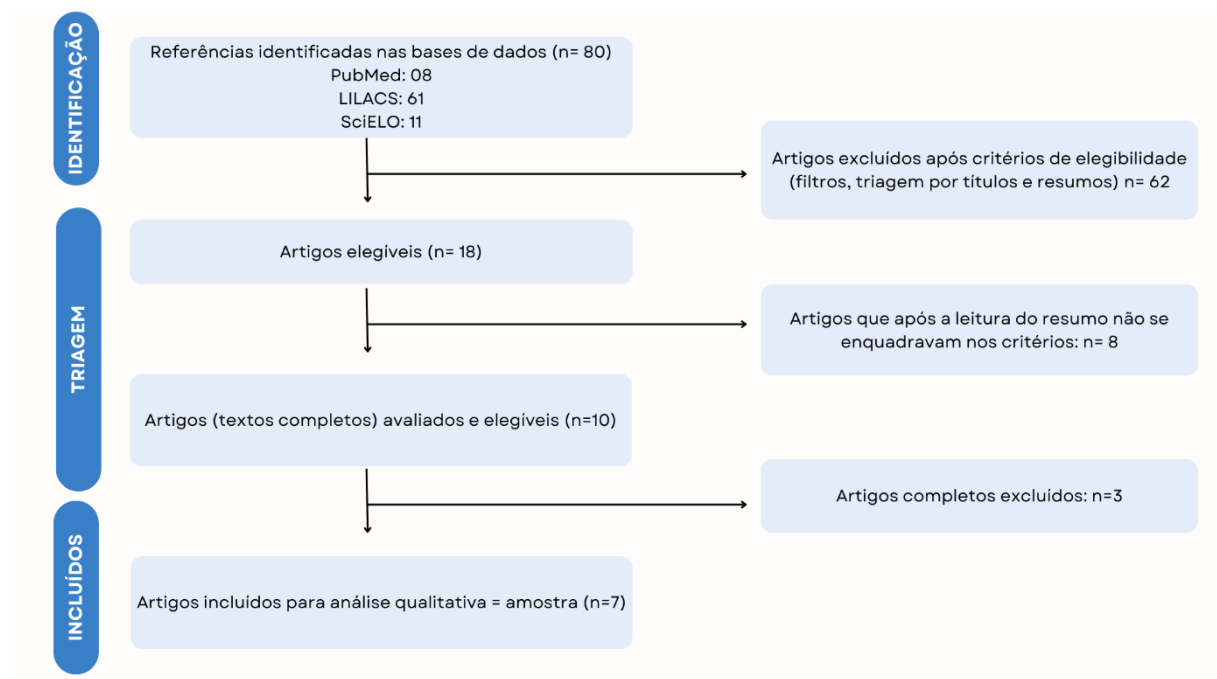 IDENTIFICAÇÃO
Referências identificadas nas bases de dados (n= 80)
PubMed: 08
LILACS: 61
SciELO: 11
Artigos excluídos após critérios de elegibilidade
(filtros, triagem por títulos e resumos) n= 62
TRIAGEM
Artigos elegíveis (n= 18)
Artigos que após a leitura do resumo não se
enquadravam nos critérios: n= 8
Artigos (textos completos) avaliados e elegíveis (n=10)
Artigos completos excluídos: n=3
INCLUÍDOS
Artigos incluídos para análise qualitativa = amostra (n=7)